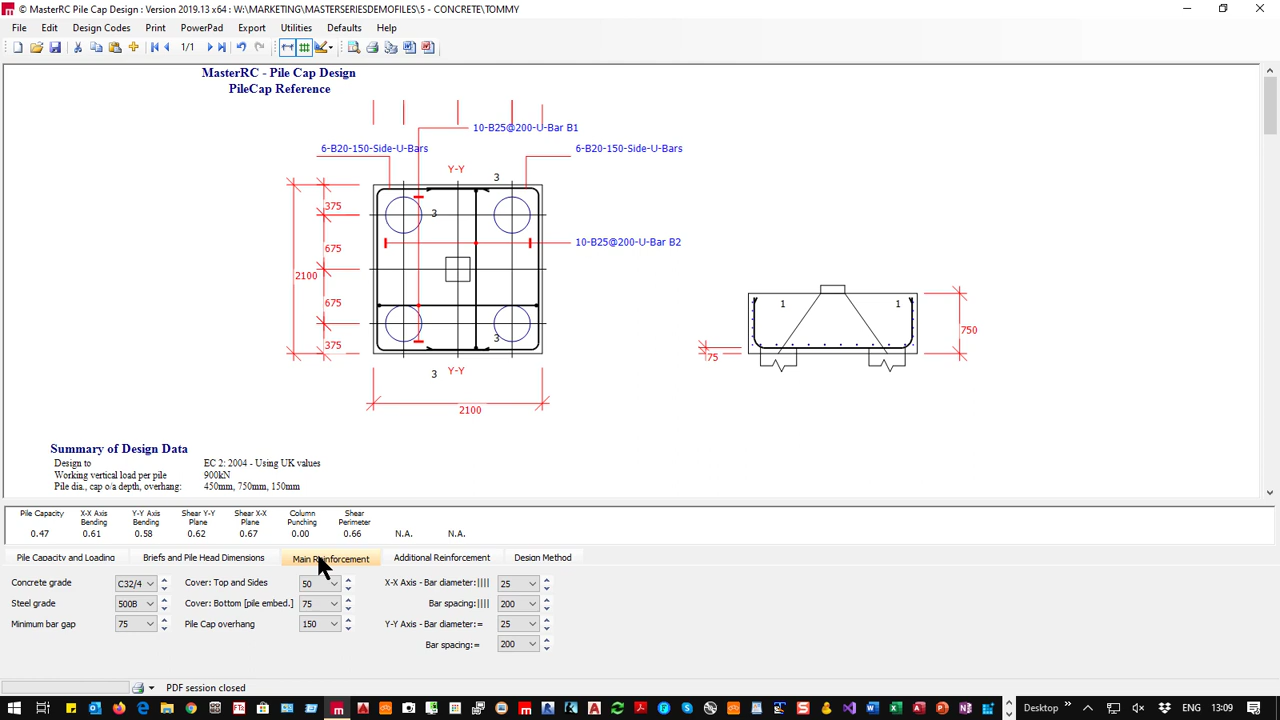 © MasterRC Pile Cap Design : Version 2019.13 x64 : W:\MARKETING\MASTERSERIESDEMOFILES\5 - CONCRETE\TOMMY
File Edit Design Codes Print PowerPad Export Utilities Defaults Help
1/1
MasterRC - Pile Cap Design
PileCap Reference
10-B25@200-U-Bar B1
6-B20-150-Side-U-Bars
6-B20-150-Side-U-Bars
Y-Y
3
375
3
10-B25@200-U-Bar B2
675
2100
675
375
3
3
Y-Y
2100
1
1
750
75
Summary of Design Data
Design to EC 2: 2004 - Using UK values
Working vertical load per pile 900kN
Pile dia., cap o/a depth, overhang: 450mm, 750mm, 150mm
Pile Capacity X-X Axis Bending Y-Y Axis Bending Shear Y-Y Plane Shear X-X Plane Column Punching Shear Perimeter
0.47 0.61 0.58 0.62 0.67 0.00 0.66 N.A. N.A.
Pile Capacity and Loading Briefs and Pile Head Dimensions Main Reinforcement Additional Reinforcement Design Method
Concrete grade C32/4 Cover: Top and Sides 50 X-X Axis - Bar diameter:|||| 25
Steel grade 500B Cover: Bottom [pile embed.] 75 Bar spacing:|||| 200
Minimum bar gap 75 Pile Cap overhang 150 Y-Y Axis - Bar diameter:= 25
Bar spacing:= 200
PDF session closed
Desktop » ENG 13:09